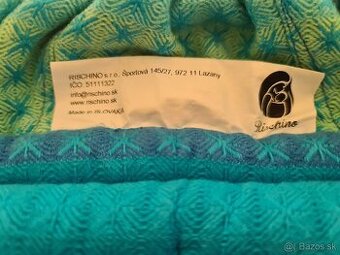 RISCHINO s.r.o., Športová 145/27, 972 11 Lazany
IČO: 51111322
info@rischino.sk
www.rischino.sk
Made in SLOVAKIA
Rischino
Bazos.sk